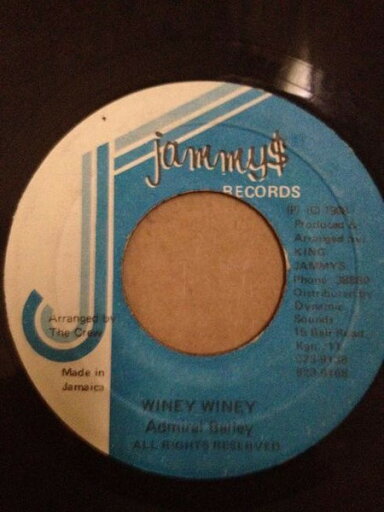 jammy$
RECORDS
Produced &
Arranged by:
KING
JAMMYS
Phone
Distributed by
Dynamic
Sounds
15 Bell Road
Kgn. 11
Arranged by
The Crew
Made in
Jamaica
WINEY WINEY
Admiral Bailey
ALL RIGHTS RESERVED